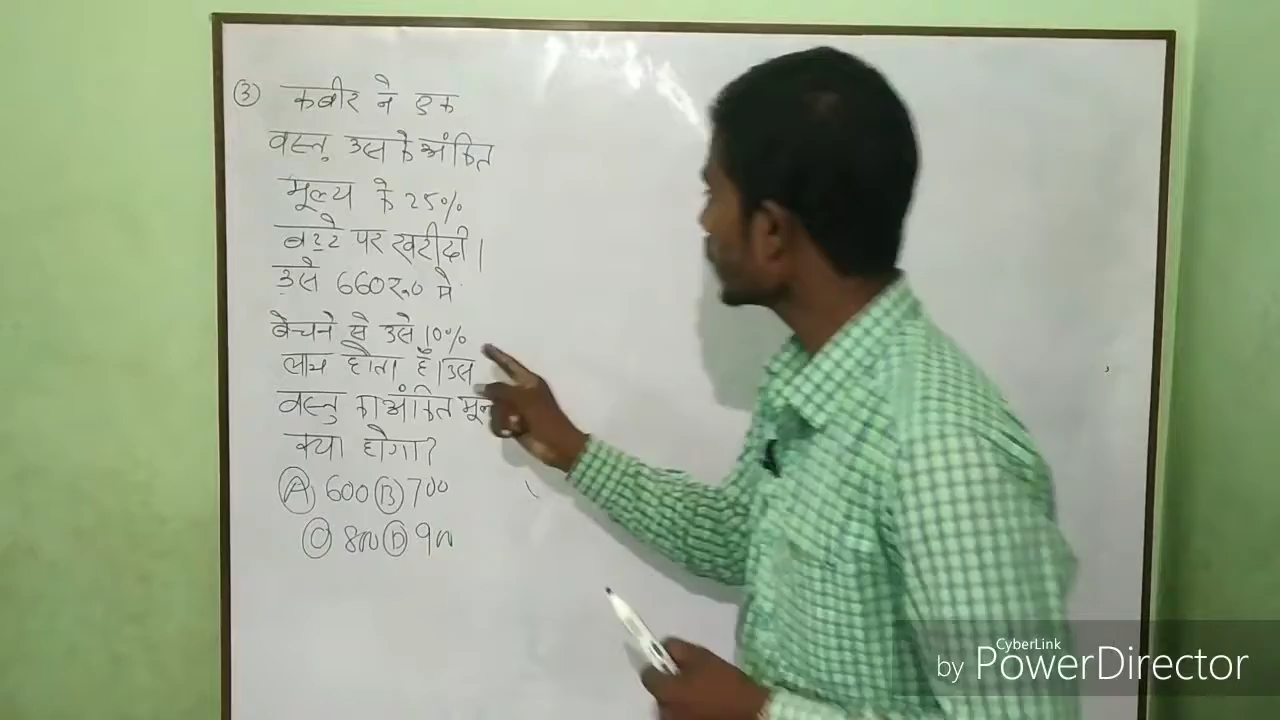 ③ कबीर ने एक
वस्तु उस के अंकित
मूल्य के 25%
बट्टे पर खरीदी।
उसे 660रु० मे
बेचने से उसे 10%
लाभ होता है। उस
वस्तु का अंकित मूल
क्या होगा?
Ⓐ 600 Ⓑ 700
Ⓒ 800 Ⓓ 900
CyberLink
by PowerDirector